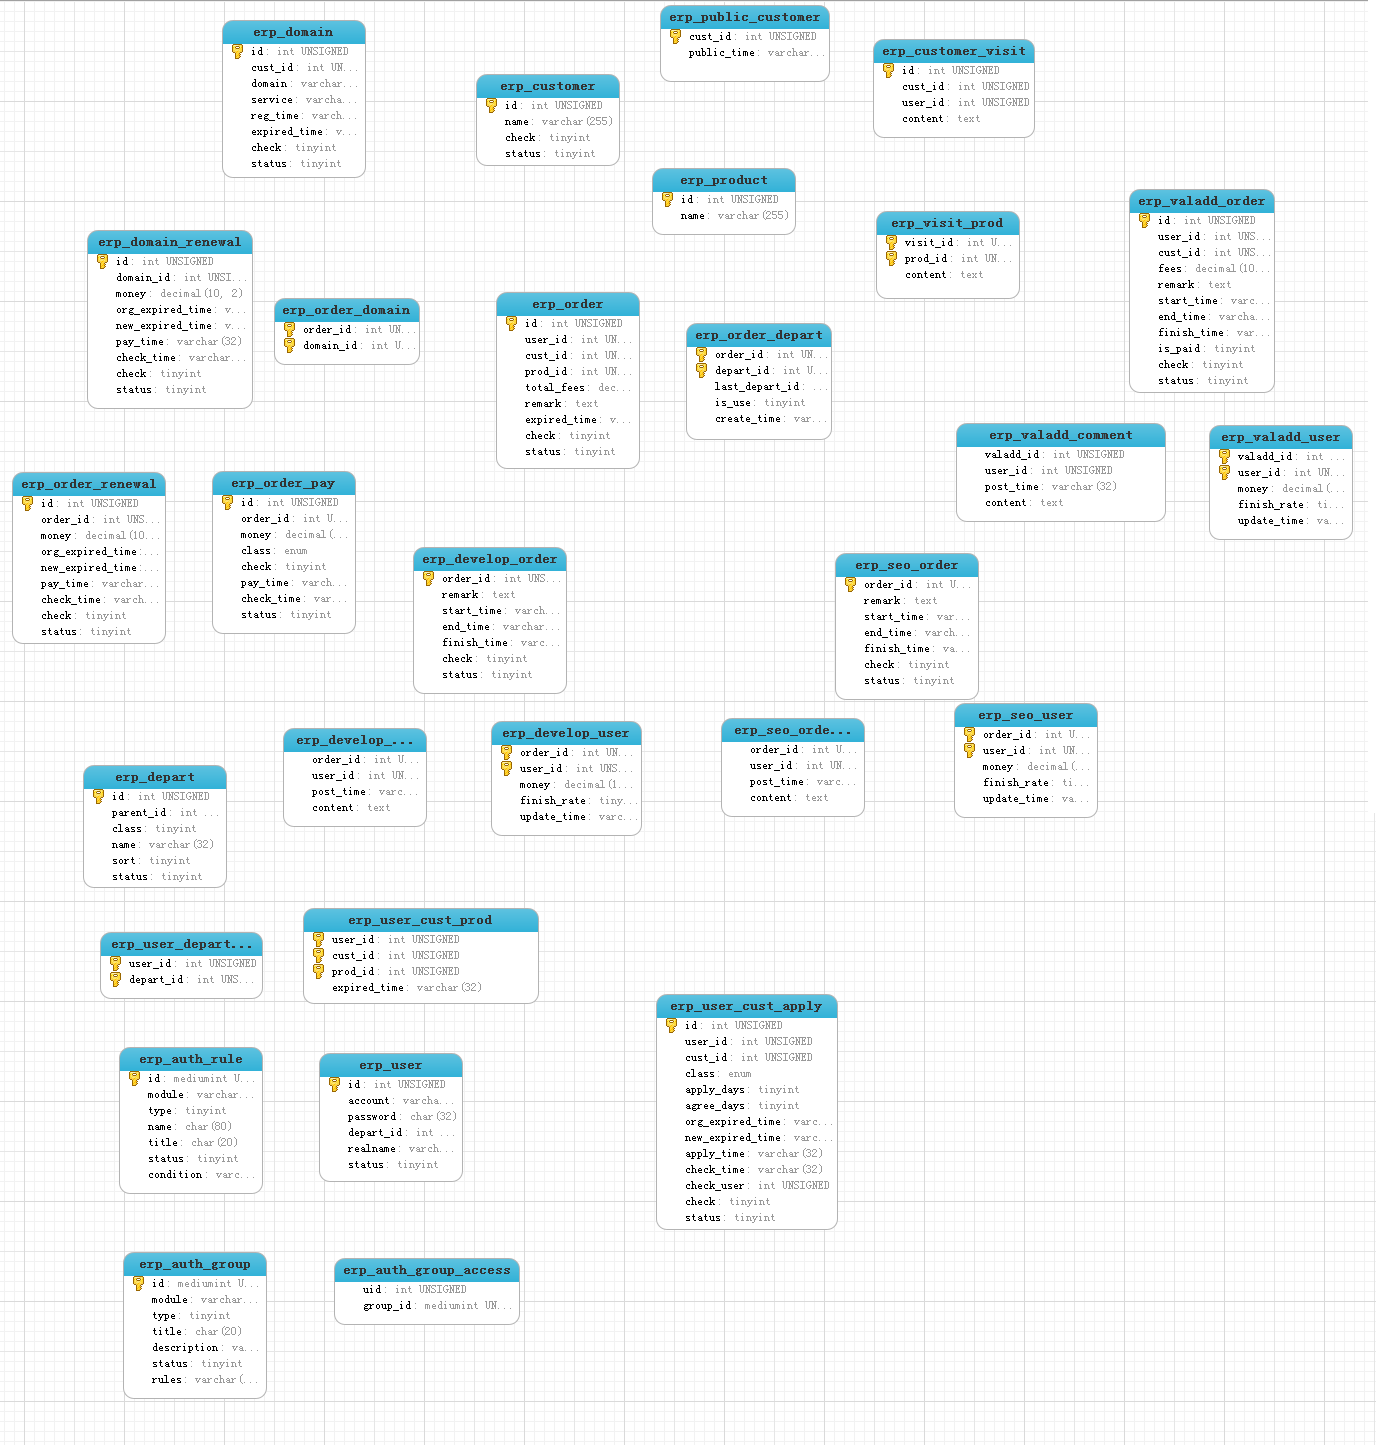 erp_domain
id: int UNSIGNED
cust_id: int UN...
domain: varchar...
service: varcha...
reg_time: varch...
expired_time: v...
check: tinyint
status: tinyint
erp_public_customer
cust_id: int UNSIGNED
public_time: varchar...
erp_customer_visit
id: int UNSIGNED
cust_id: int UNSIGNED
user_id: int UNSIGNED
content: text
erp_customer
id: int UNSIGNED
name: varchar(255)
check: tinyint
status: tinyint
erp_product
id: int UNSIGNED
name: varchar(255)
erp_visit_prod
visit_id: int U...
prod_id: int UN...
content: text
erp_valadd_order
id: int UNSIGNED
user_id: int UNS...
cust_id: int UNS...
fees: decimal(10...
remark: text
start_time: varc...
end_time: varcha...
finish_time: var...
is_paid: tinyint
check: tinyint
status: tinyint
erp_domain_renewal
id: int UNSIGNED
domain_id: int UNSI...
money: decimal(10, 2)
org_expired_time: v...
new_expired_time: v...
pay_time: varchar(32)
check_time: varchar...
check: tinyint
status: tinyint
erp_order_domain
order_id: int UN...
domain_id: int U...
erp_order
id: int UNSIGNED
user_id: int UN...
cust_id: int UN...
prod_id: int UN...
total_fees: dec...
remark: text
expired_time: v...
check: tinyint
status: tinyint
erp_order_depart
order_id: int UN...
depart_id: int U...
last_depart_id: ...
is_use: tinyint
create_time: var...
erp_valadd_comment
valadd_id: int UNSIGNED
user_id: int UNSIGNED
post_time: varchar(32)
content: text
erp_valadd_user
valadd_id: int ...
user_id: int UN...
money: decimal(...
finish_rate: ti...
update_time: va...
erp_order_renewal
id: int UNSIGNED
order_id: int UNS...
money: decimal(10...
org_expired_time:...
new_expired_time:...
pay_time: varchar...
check_time: varch...
check: tinyint
status: tinyint
erp_order_pay
id: int UNSIGNED
order_id: int U...
money: decimal(...
class: enum
check: tinyint
pay_time: varch...
check_time: var...
status: tinyint
erp_develop_order
order_id: int UNS...
remark: text
start_time: varch...
end_time: varchar...
finish_time: varc...
check: tinyint
status: tinyint
erp_seo_order
order_id: int U...
remark: text
start_time: var...
end_time: varch...
finish_time: va...
check: tinyint
status: tinyint
erp_develop_...
order_id: int U...
user_id: int UN...
post_time: varc...
content: text
erp_develop_user
order_id: int UN...
user_id: int UNS...
money: decimal(1...
finish_rate: tiny...
update_time: varc...
erp_seo_orde...
order_id: int U...
user_id: int UN...
post_time: varc...
content: text
erp_seo_user
order_id: int U...
user_id: int UN...
money: decimal(...
finish_rate: ti...
update_time: va...
erp_depart
id: int UNSIGNED
parent_id: int ...
class: tinyint
name: varchar(32)
sort: tinyint
status: tinyint
erp_user_depart...
user_id: int UNSIGNED
depart_id: int UNS...
erp_user_cust_prod
user_id: int UNSIGNED
cust_id: int UNSIGNED
prod_id: int UNSIGNED
expired_time: varchar(32)
erp_user_cust_apply
id: int UNSIGNED
user_id: int UNSIGNED
cust_id: int UNSIGNED
class: enum
apply_days: tinyint
agree_days: tinyint
org_expired_time: varc...
new_expired_time: varc...
apply_time: varchar(32)
check_time: varchar(32)
check_user: int UNSIGNED
check: tinyint
status: tinyint
erp_auth_rule
id: mediumint U...
module: varchar...
type: tinyint
name: char(80)
title: char(20)
status: tinyint
condition: varc...
erp_user
id: int UNSIGNED
account: varcha...
password: char(32)
depart_id: int ...
realname: varch...
status: tinyint
erp_auth_group
id: mediumint U...
module: varchar...
type: tinyint
title: char(20)
description: va...
status: tinyint
rules: varchar(...
erp_auth_group_access
uid: int UNSIGNED
group_id: mediumint UN...